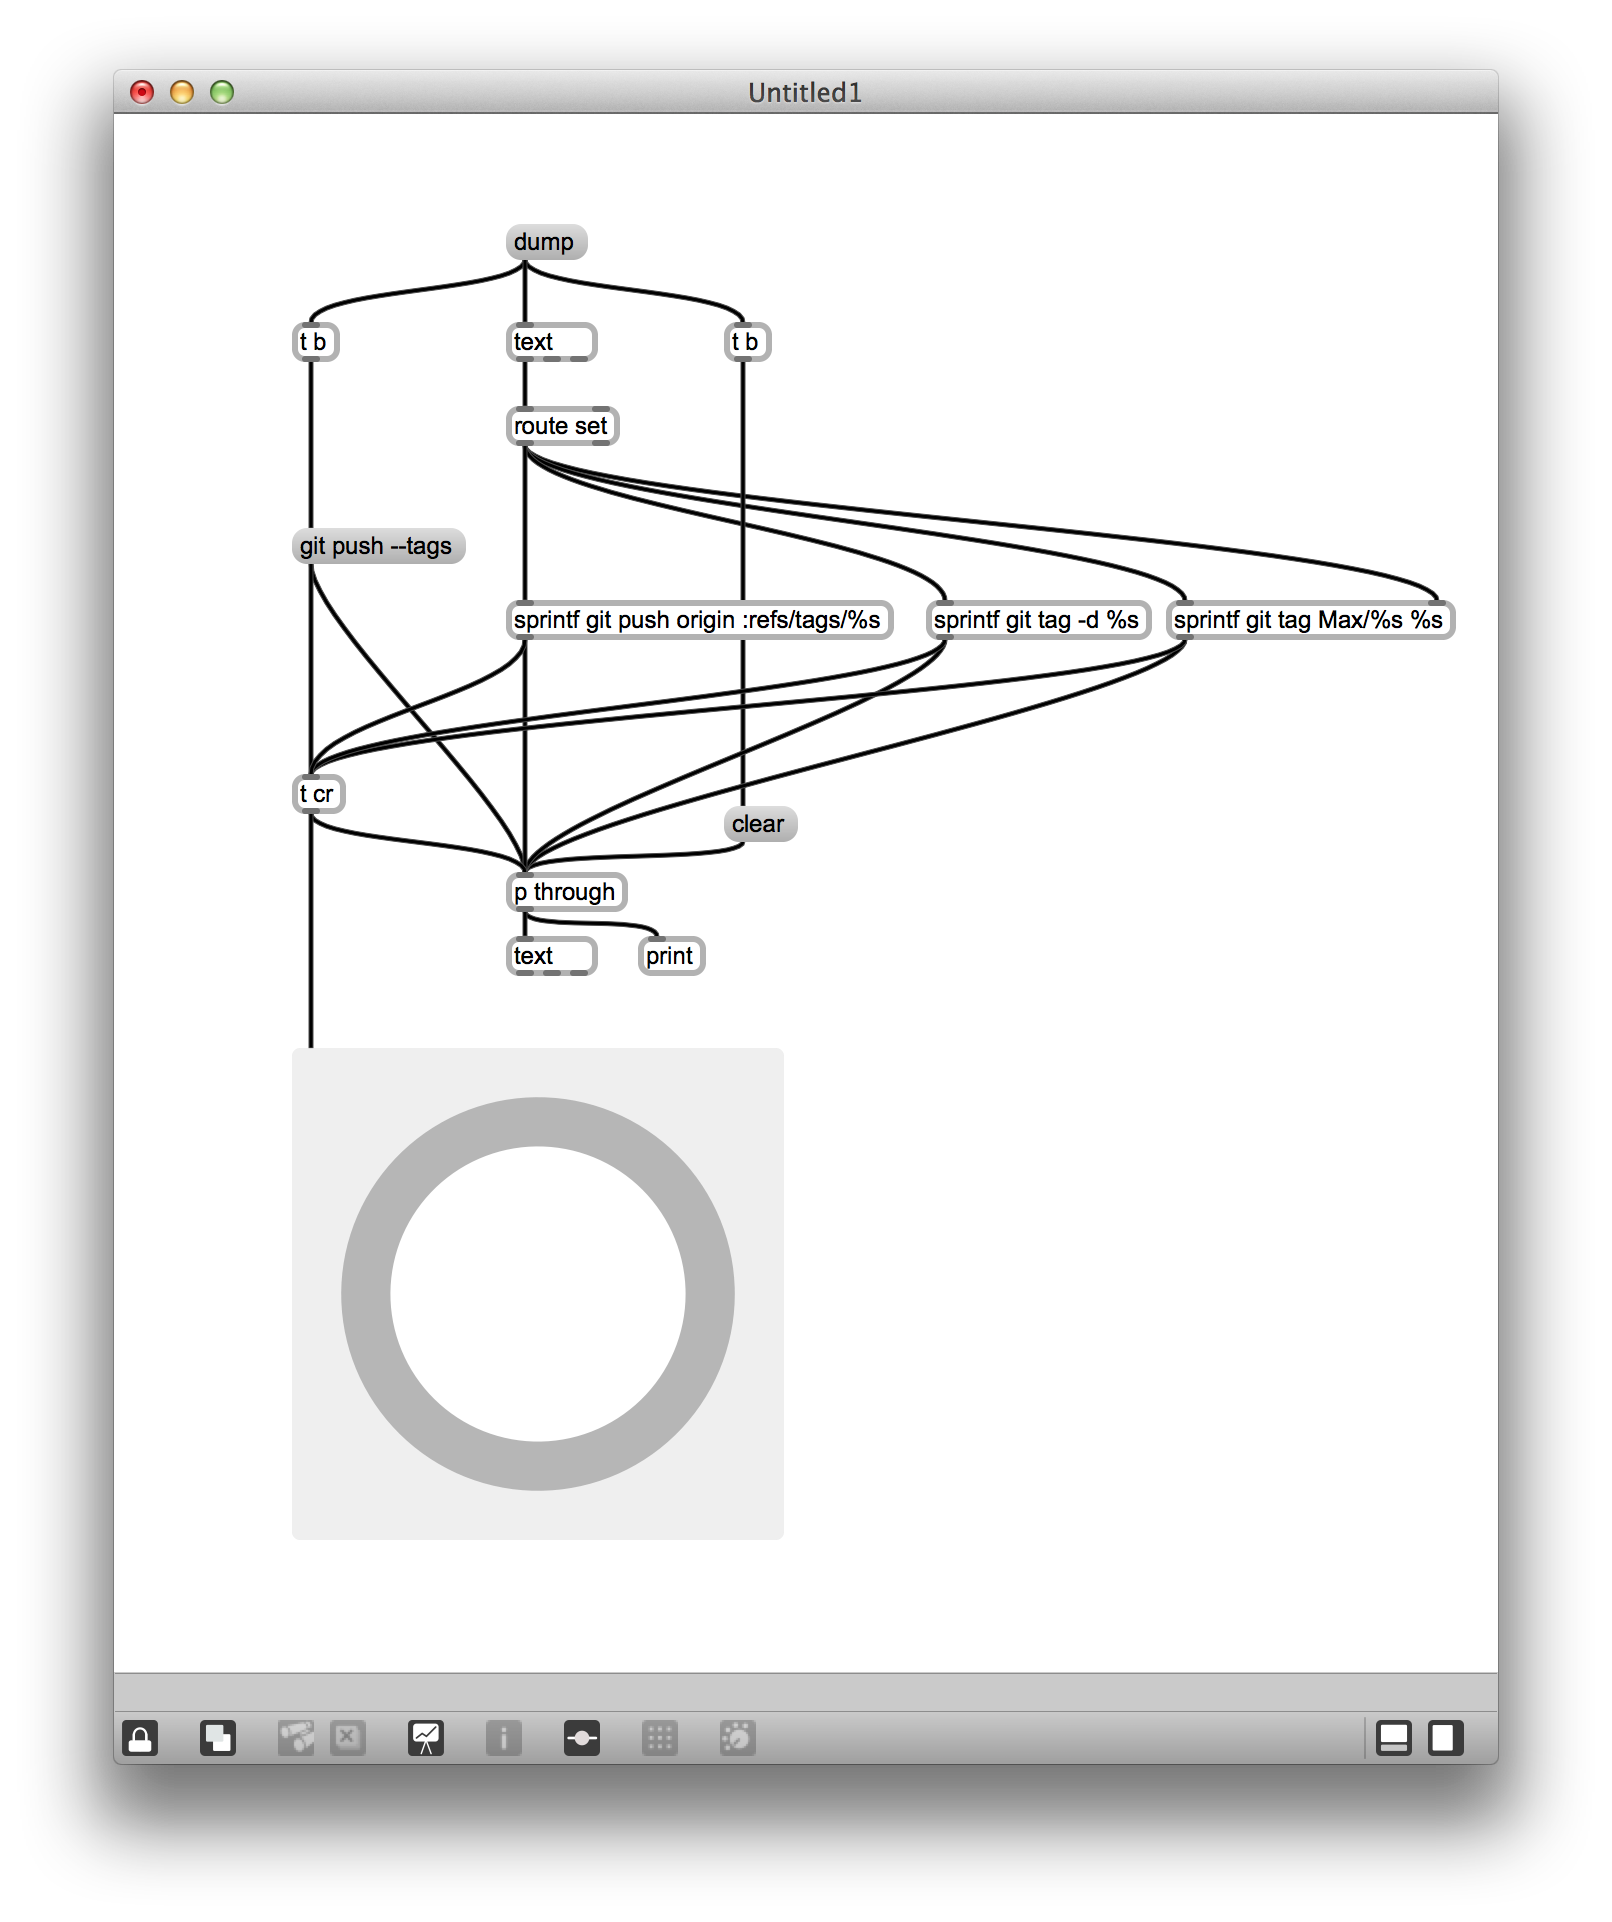 Untitled1
dump
t b
text
t b
route set
git push --tags
sprintf git push origin :refs/tags/%s
sprintf git tag -d %s
sprintf git tag Max/%s %s
t cr
clear
p through
text
print